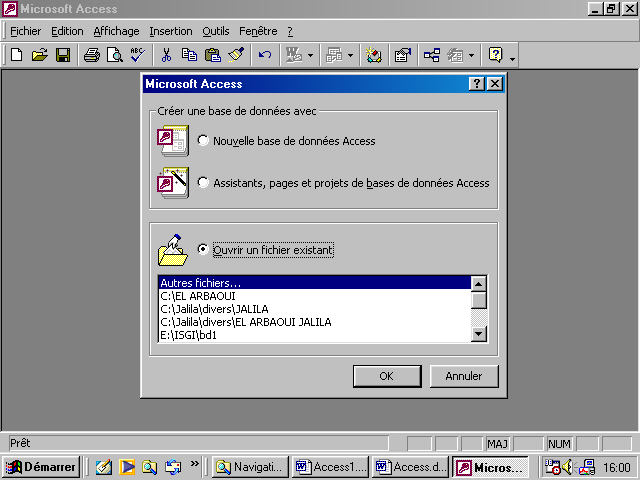 Microsoft Access
Fichier Edition Affichage Insertion Outils Fenêtre ?
Microsoft Access
Créer une base de données avec
Nouvelle base de données Access
Assistants, pages et projets de bases de données Access
Ouvrir un fichier existant
Autres fichiers...
C:\EL ARBAOUI
C:\Jalila\divers\JALILA
C:\Jalila\divers\EL ARBAOUI JALILA
E:\ISGI\bd1
OK Annuler
Prêt MAJ NUM
Démarrer » Navigati... Access1.... Access.d... Micros... 16:00